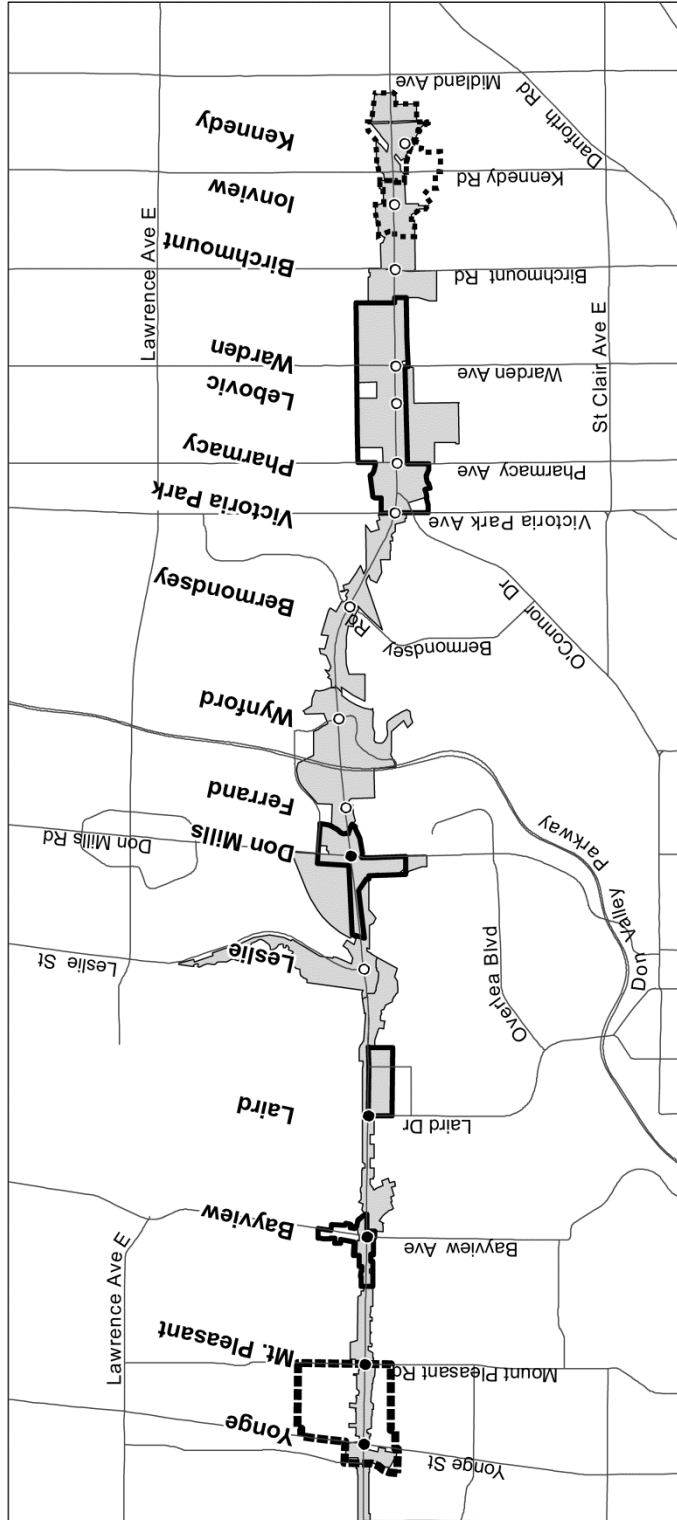 Midland Ave
Danforth Rd
Kennedy
Kennedy Rd
Ionview
Birchmount
Birchmount Rd
Lawrence Ave E
Warden
Warden Ave
Lebovic
St Clair Ave E
Pharmacy
Pharmacy Ave
Victoria Park
Victoria Park Ave
Bermondsey
Bermondsey
Rd
O'Connor Dr
Wynford
Ferrand
Don Mills
Don Mills Rd
Don Valley Parkway
Leslie
Leslie St
Overlea Blvd
Laird
Laird Dr
Bayview
Bayview Ave
Lawrence Ave E
Mt. Pleasant
Mount Pleasant Rd
Yonge
Yonge St